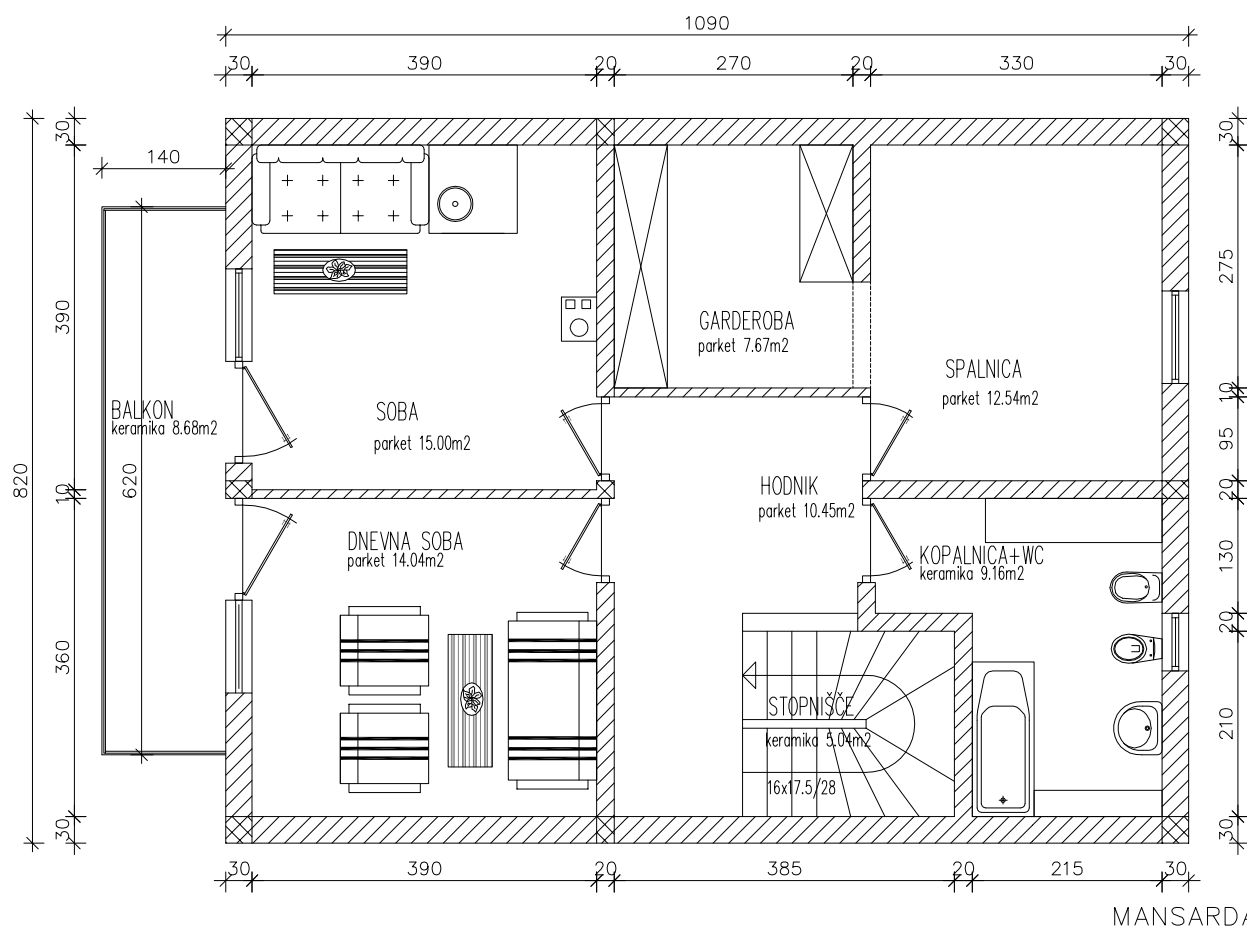 1090
30 390 20 270 20 330 30
140
30
390
10
360
30
820
620
BALKON
keramika 8.68m2
SOBA
parket 15.00m2
GARDEROBA
parket 7.67m2
SPALNICA
parket 12.54m2
HODNIK
parket 10.45m2
DNEVNA SOBA
parket 14.04m2
KOPALNICA+WC
keramika 9.16m2
STOPNIŠČE
keramika 5.04m2
16x17.5/28
30
275
10
95
20
130
20
210
30
30 390 20 385 20 215 30
MANSARDA